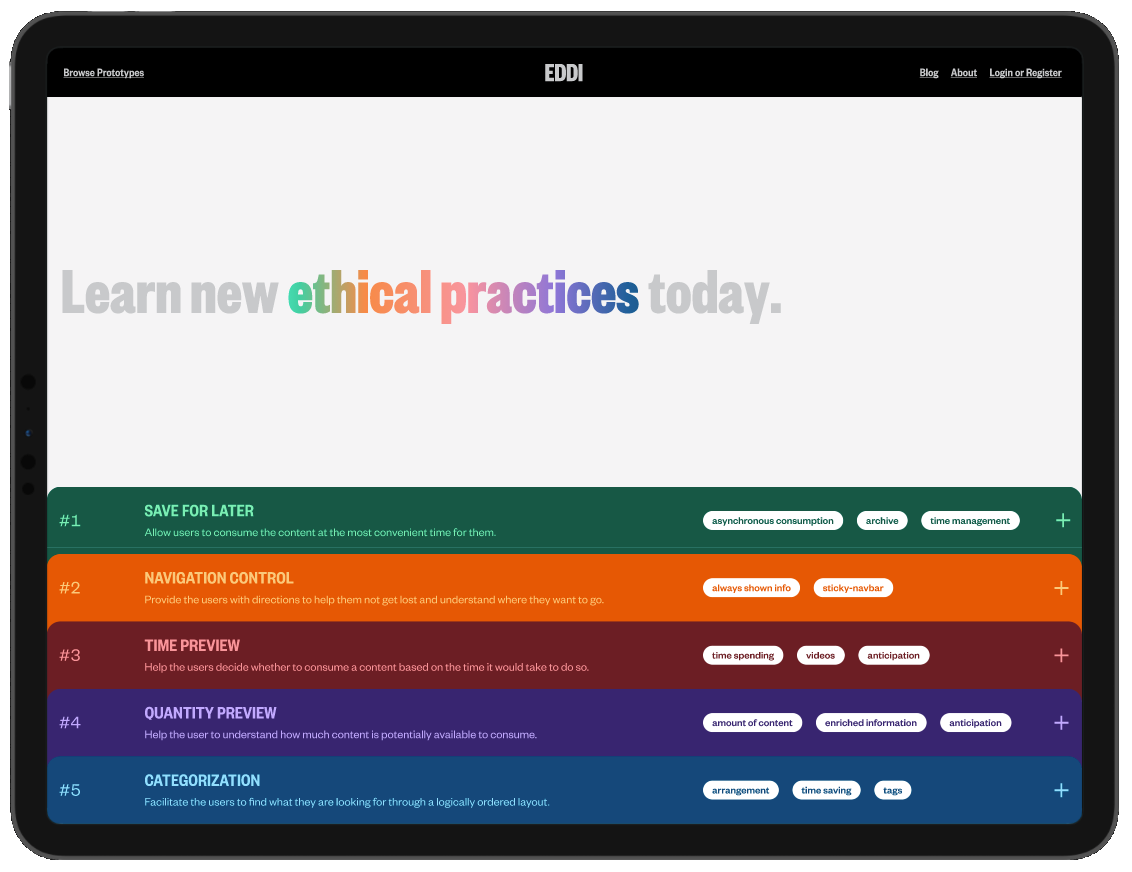 Browse Prototypes EDDI Blog About Login or Register
Learn new ethical practices today.
#1 SAVE FOR LATER
Allow users to consume the content at the most convenient time for them.
asynchronous consumption archive time management +
#2 NAVIGATION CONTROL
Provide the users with directions to help them not get lost and understand where they want to go.
always shown info sticky-navbar +
#3 TIME PREVIEW
Help the users decide whether to consume a content based on the time it would take to do so.
time spending videos anticipation +
#4 QUANTITY PREVIEW
Help the user to understand how much content is potentially available to consume.
amount of content enriched information anticipation +
#5 CATEGORIZATION
Facilitate the users to find what they are looking for through a logically ordered layout.
arrangement time saving tags +